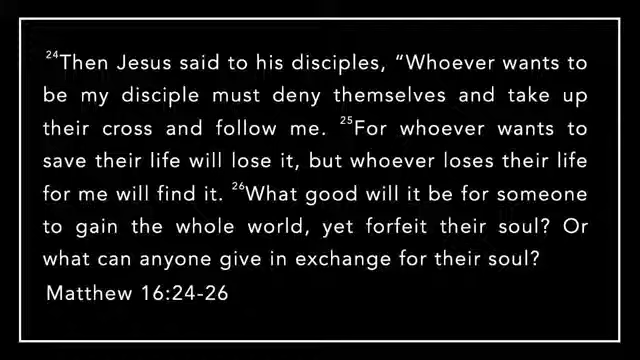 ²⁴Then Jesus said to his disciples, “Whoever wants to
be my disciple must deny themselves and take up
their cross and follow me. ²⁵For whoever wants to
save their life will lose it, but whoever loses their life
for me will find it. ²⁶What good will it be for someone
to gain the whole world, yet forfeit their soul? Or
what can anyone give in exchange for their soul?
Matthew 16:24-26